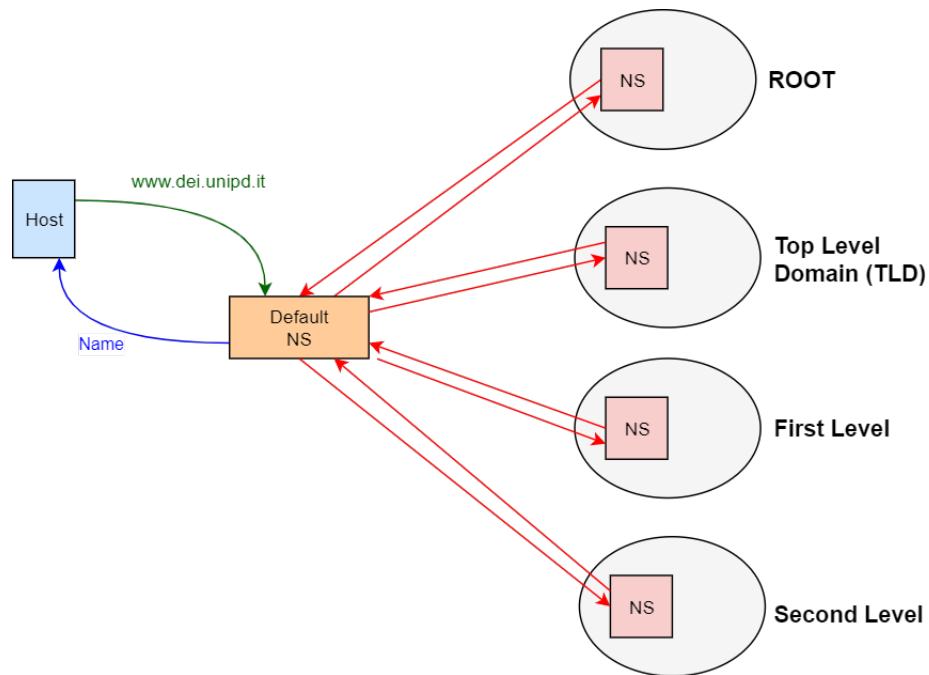 NS
ROOT
www.dei.unipd.it
Host
NS
Top Level
Domain (TLD)
Default
NS
Name
NS
First Level
NS
Second Level